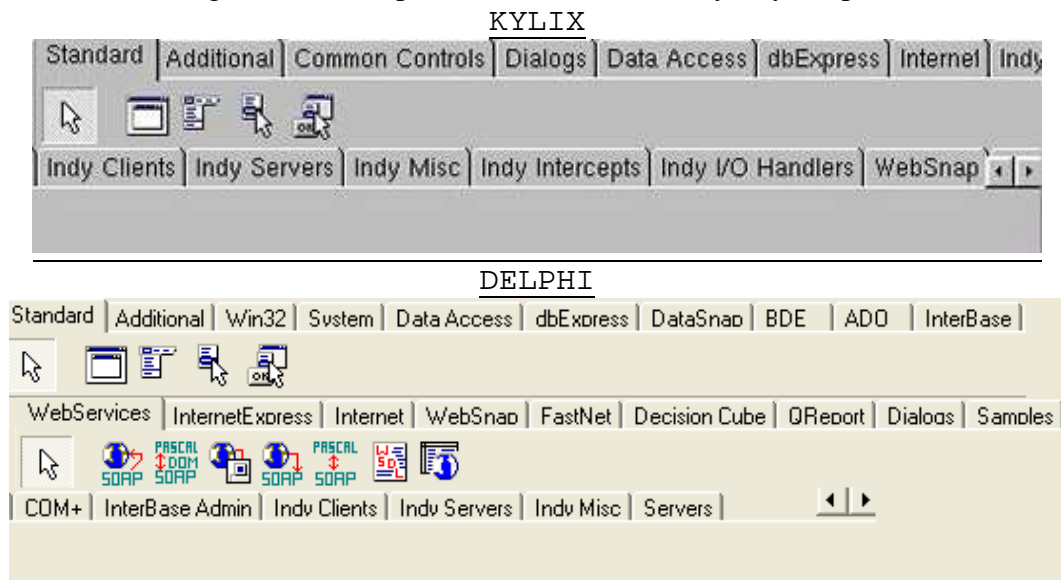 KYLIX
Standard Additional Common Controls Dialogs Data Access dbExpress Internet Indy
OK
Indy Clients Indy Servers Indy Misc Indy Intercepts Indy I/O Handlers WebSnap
DELPHI
Standard Additional Win32 System Data Access dbExpress DataSnap BDE ADO InterBase
OK
WebServices InternetExpress Internet WebSnap FastNet Decision Cube QReport Dialogs Samples
SOAP PASCAL DOM SOAP SOAP PASCAL SOAP WSDL
COM+ InterBase Admin Indy Clients Indy Servers Indy Misc Servers